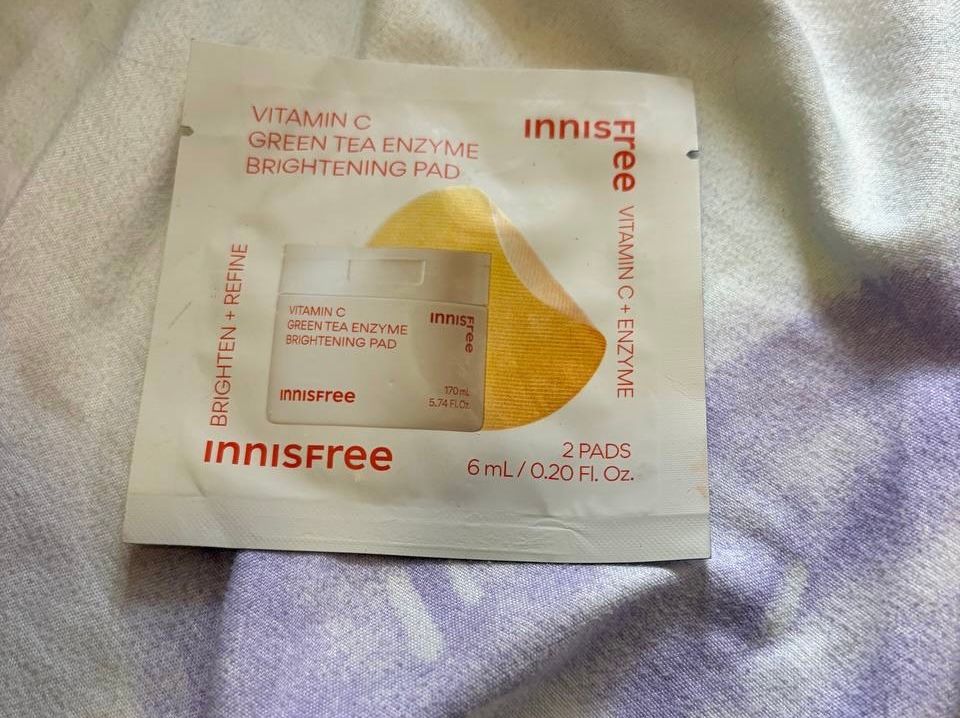 VITAMIN C
GREEN TEA ENZYME
BRIGHTENING PAD
INNISFree
VITAMIN C + ENZYME
BRIGHTEN + REFINE
VITAMIN C
GREEN TEA ENZYME
BRIGHTENING PAD
INNISFree
INNISFree
170 mL
5.74 Fl.Oz.
INNISFree
2 PADS
6 mL / 0.20 Fl. Oz.